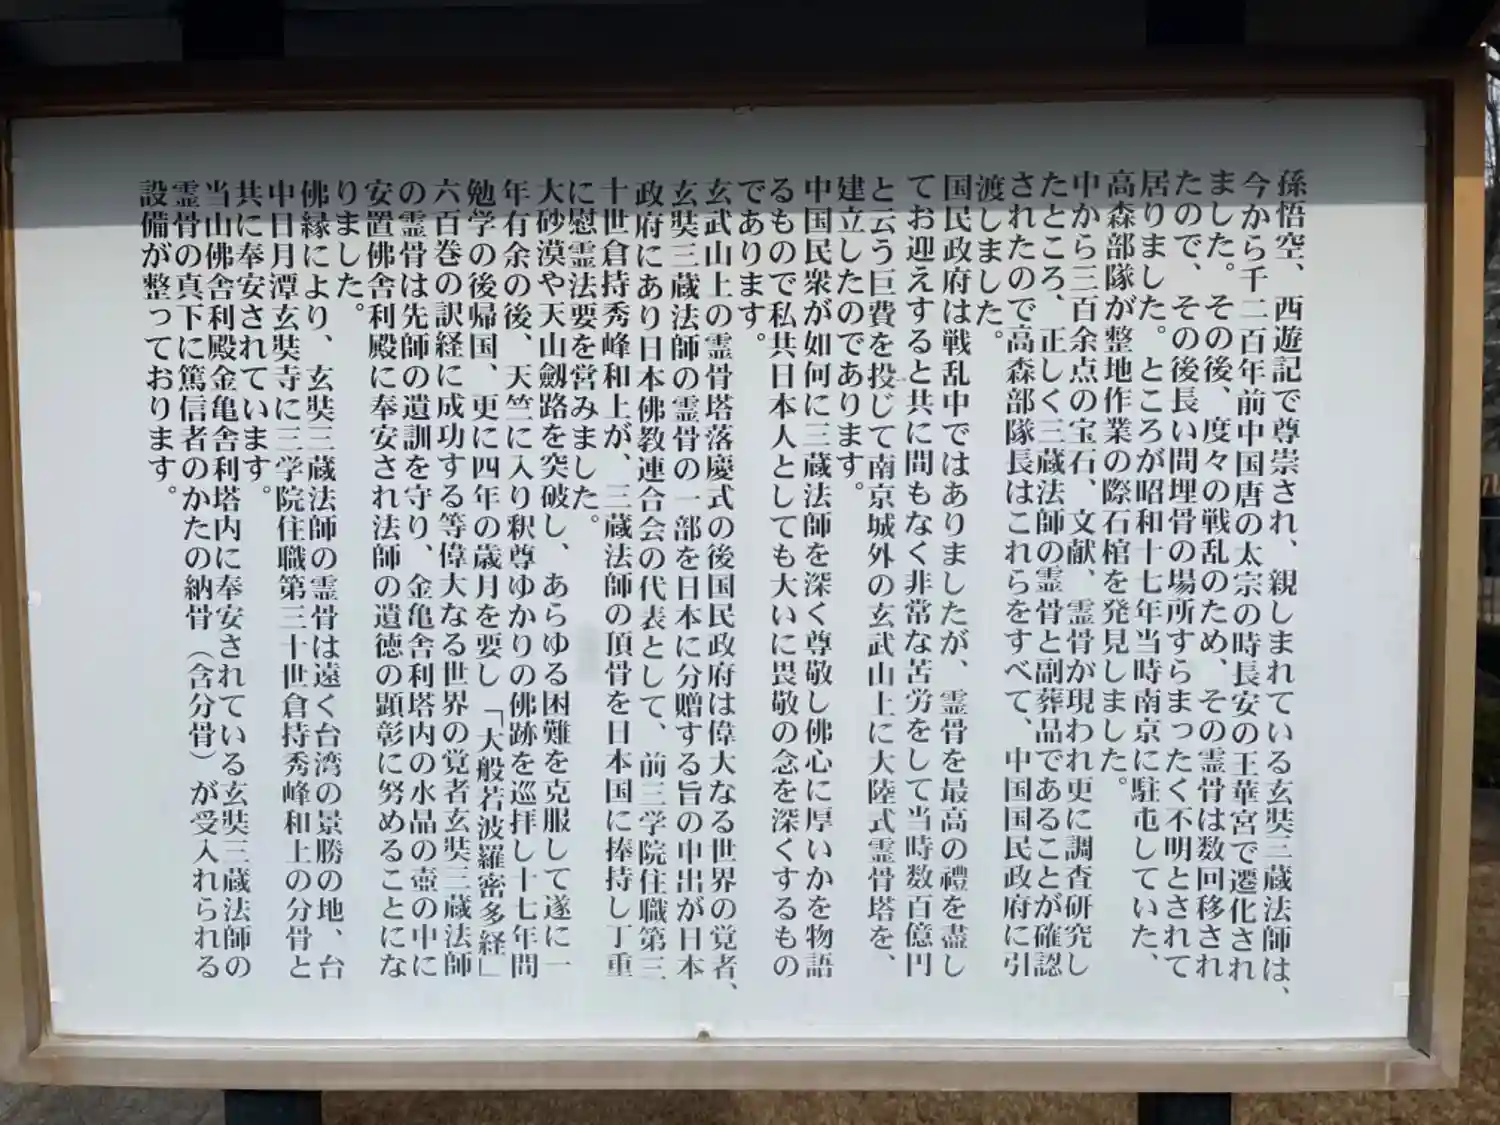 孫悟空、西遊記で尊崇され、親しまれている玄奘三蔵法師は、
今から千二百年前中国唐の太宗の時長安の王華宮で遷化され
ました。その後、度々の戦乱のため、その霊骨は数回移され
たので、その後長い間埋骨の場所すらまったく不明とされて
居りました。ところが昭和十七年当時南京に駐屯していた、
高森部隊が整地作業の際石棺を発見しました。
中から三百余点の宝石、文献、霊骨が現われ更に調査研究し
たところ、正しく三蔵法師の霊骨と副葬品であることが確認
されたので高森部隊長はこれらをすべて、中国国民政府に引
渡しました。
国民政府は戦乱中ではありましたが、霊骨を最高の禮を盡し
てお迎えすると共に間もなく非常な苦労をして当時数百億円
と云う巨費を投じて南京城外の玄武山上に大陸式霊骨塔を、
建立したのであります。
中国民衆が如何に三蔵法師を深く尊敬し佛心に厚いかを物語
るもので私共日本人としても大いに畏敬の念を深くするもの
であります。
玄武山上の霊骨塔落慶式の後国民政府は偉大なる世界の覚者、
玄奘三蔵法師の霊骨の一部を日本に分贈する旨の申出が日本
政府にあり日本佛教連合会の代表として、前三学院住職第三
十世倉持秀峰和上が、三蔵法師の頂骨を日本国に捧持し丁重
に慰霊法要を営みました。
大砂漠や天山劔路を突破し、あらゆる困難を克服して遂に一
年有余の後、天竺に入り釈尊ゆかりの佛跡を巡拝し十七年間
勉学の後帰国、更に四年の歳月を要し「大般若波羅密多経」
六百巻の訳経に成功する等偉大なる世界の覚者玄奘三蔵法師
の霊骨は先師の遺訓を守り、金亀舎利塔内の水晶の壺の中に
安置佛舎利殿に奉安され法師の遺徳の顕彰に努めることにな
りました。
佛縁により、玄奘三蔵法師の霊骨は遠く台湾の景勝の地、台
中日月潭玄奘寺に三学院住職第三十世倉持秀峰和上の分骨と
共に奉安されています。
当山佛舎利殿金亀舎利塔内に奉安されている玄奘三蔵法師の
霊骨の真下に篤信者のかたの納骨（含分骨）が受入れられる
設備が整っております。